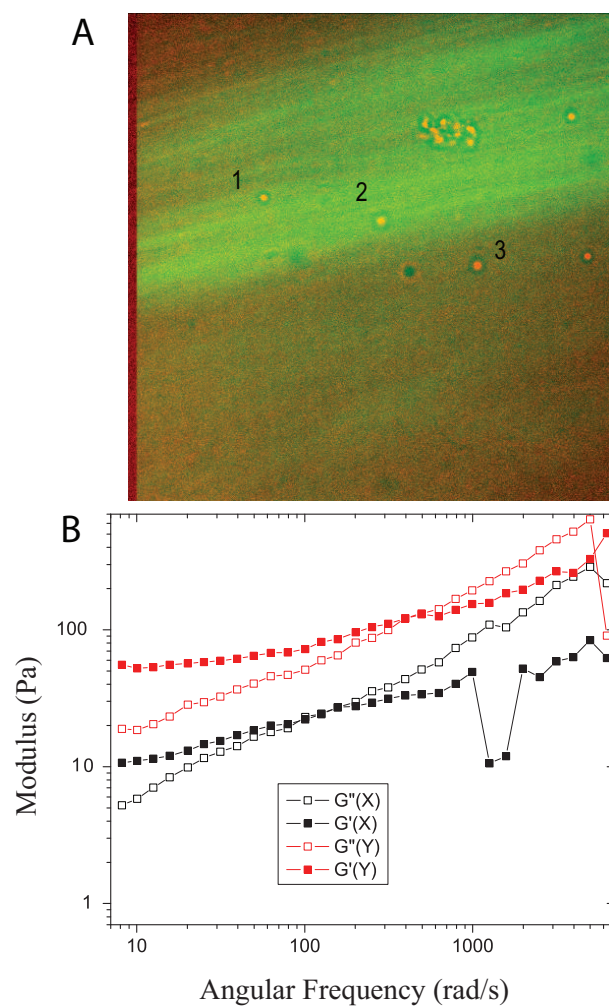 A
1
2
3
B
Modulus (Pa)
100
10
1
G"(X)
G'(X)
G"(Y)
G'(Y)
10 100 1000
Angular Frequency (rad/s)